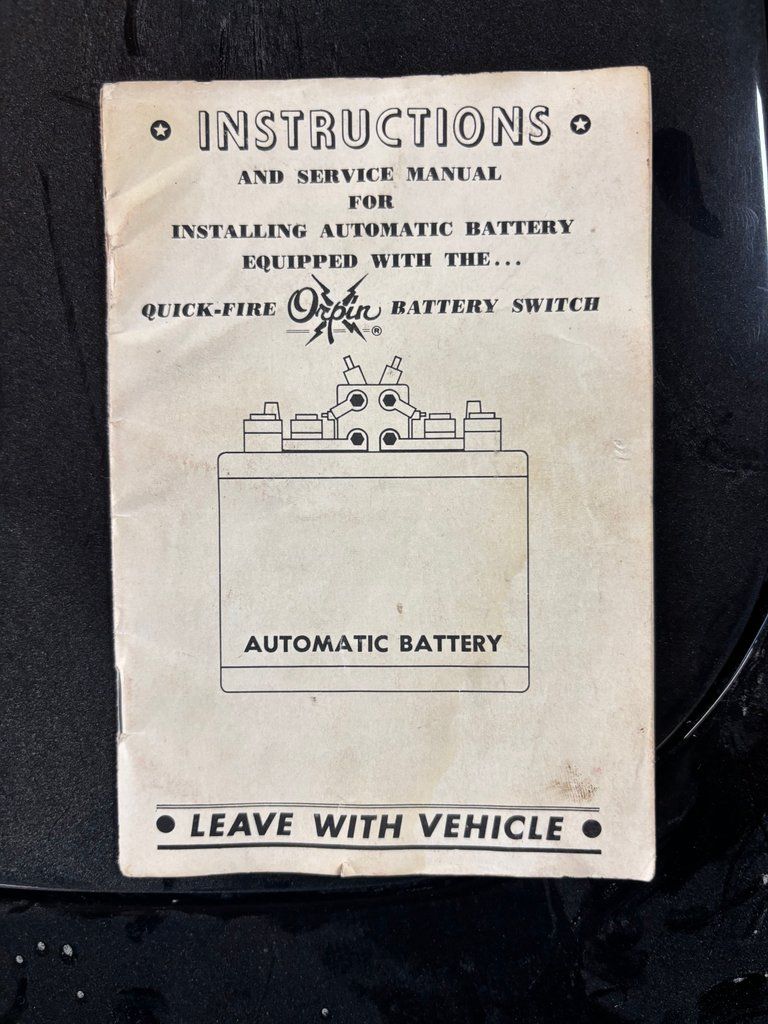 INSTRUCTIONS
AND SERVICE MANUAL
FOR
INSTALLING AUTOMATIC BATTERY
EQUIPPED WITH THE...
QUICK-FIRE Orpin ® BATTERY SWITCH
AUTOMATIC BATTERY
LEAVE WITH VEHICLE